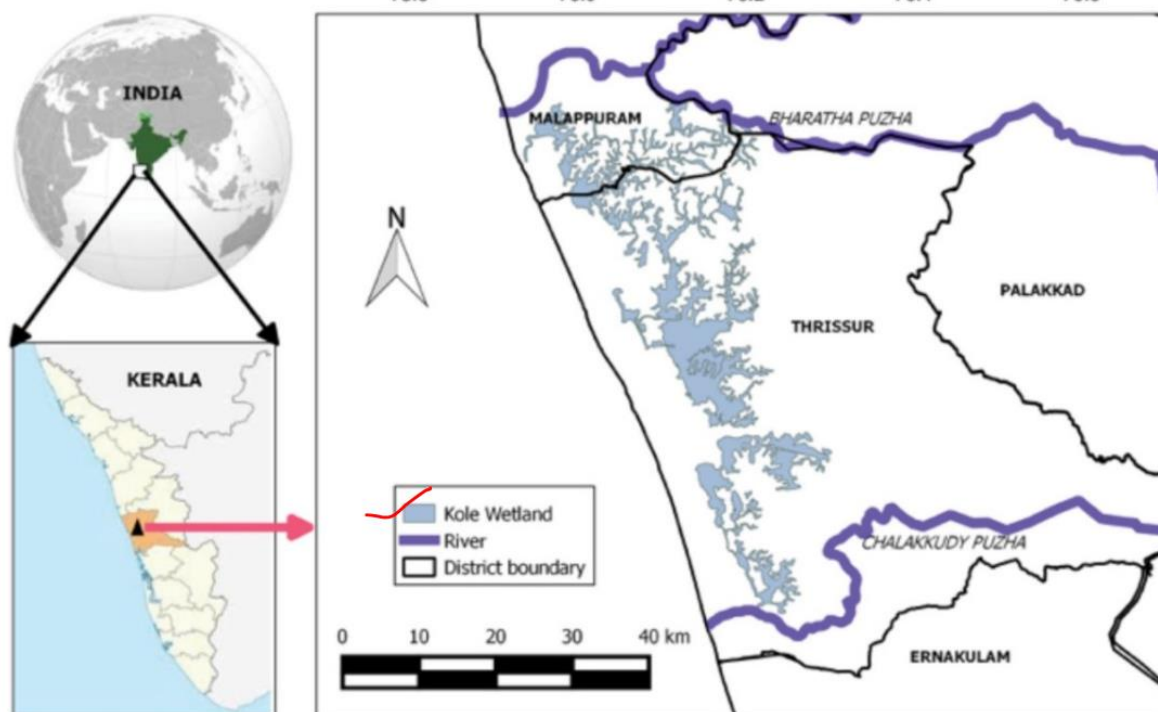 INDIA
KERALA
MALAPPURAM
BHARATHA PUZHA
N
PALAKKAD
THRISSUR
Kole Wetland
River
District boundary
CHALAKKUDY PUZHA
0 10 20 30 40 km
ERNAKULAM